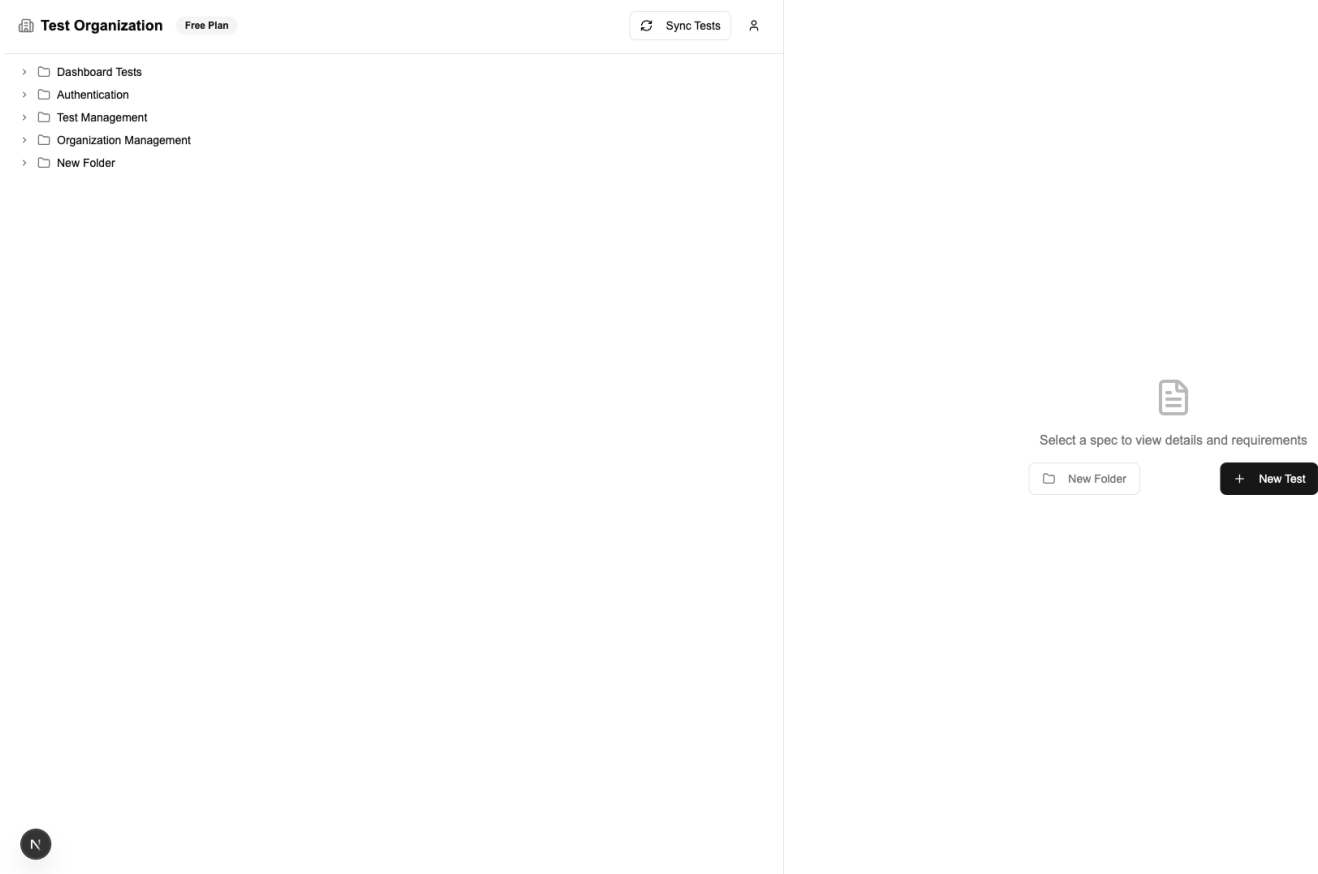 Test Organization Free Plan Sync Tests
Dashboard Tests
Authentication
Test Management
Organization Management
New Folder
Select a spec to view details and requirements
New Folder New Test
N